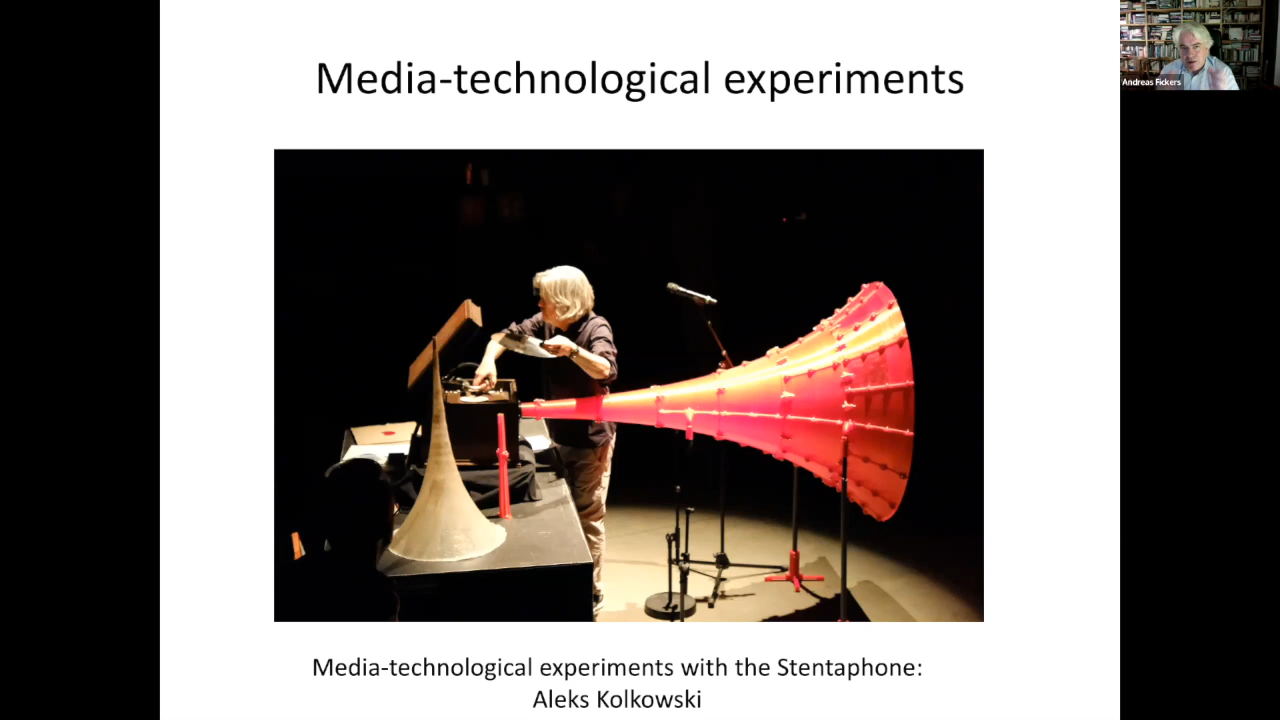 Media-technological experiments
Andreas Fickers
Media-technological experiments with the Stentaphone:
Aleks Kolkowski